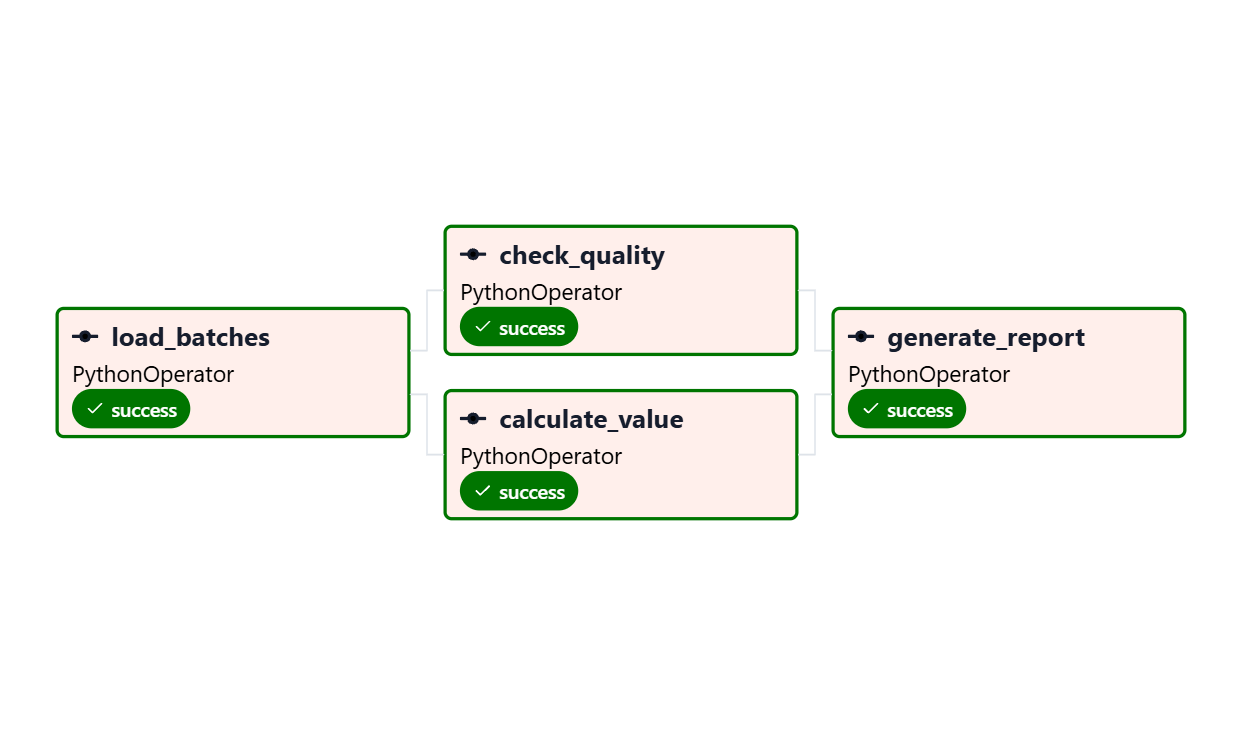 load_batches
PythonOperator
success
check_quality
PythonOperator
success
calculate_value
PythonOperator
success
generate_report
PythonOperator
success